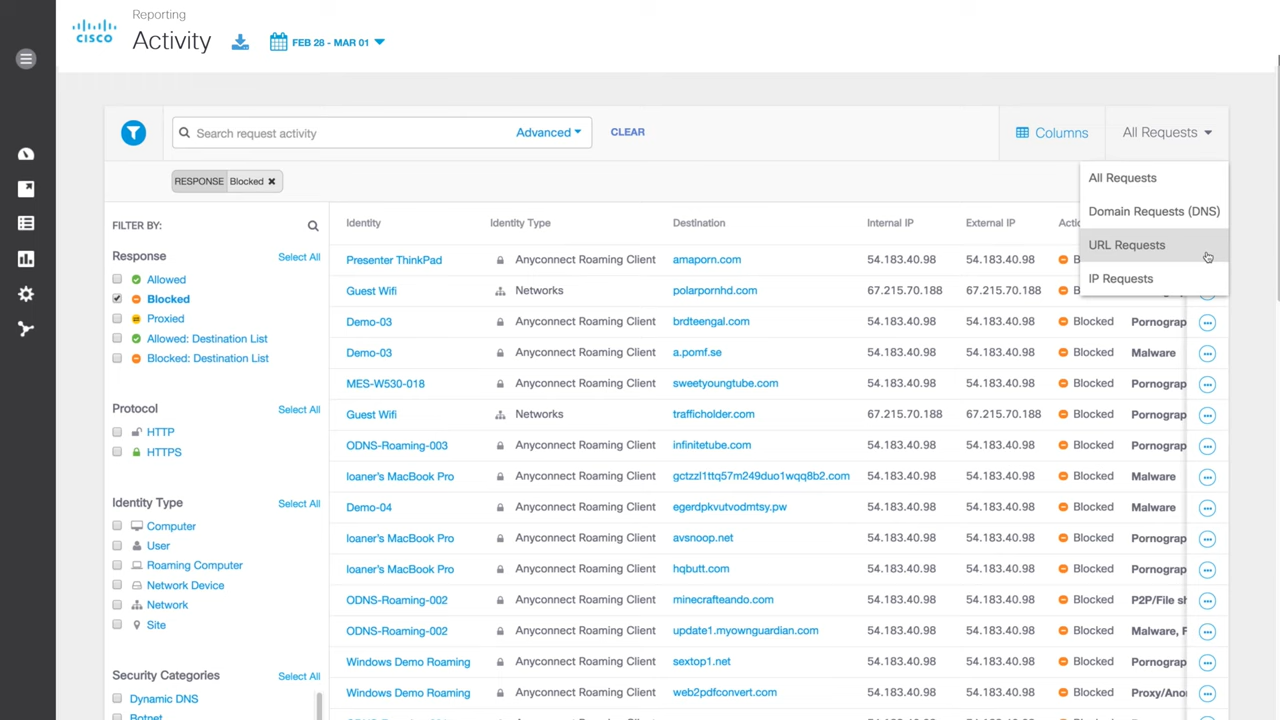 Reporting
cisco
Activity
FEB 28 - MAR 01
Search request activity
Advanced
CLEAR
Columns
All Requests
RESPONSE Blocked
All Requests
Domain Requests (DNS)
URL Requests
IP Requests
FILTER BY:
Response Select All
Allowed
Blocked
Proxied
Allowed: Destination List
Blocked: Destination List
Protocol Select All
HTTP
HTTPS
Identity Type Select All
Computer
User
Roaming Computer
Network Device
Network
Site
Security Categories Select All
Dynamic DNS
Botnet
Identity Identity Type Destination Internal IP External IP Actio
Presenter ThinkPad Anyconnect Roaming Client amaporn.com 54.183.40.98 54.183.40.98 B
Guest Wifi Networks polarpornhd.com 67.215.70.188 67.215.70.188
Demo-03 Anyconnect Roaming Client brdteengal.com 54.183.40.98 54.183.40.98 Blocked Pornograp
Demo-03 Anyconnect Roaming Client a.pomf.se 54.183.40.98 54.183.40.98 Blocked Malware
MES-W530-018 Anyconnect Roaming Client sweetyoungtube.com 54.183.40.98 54.183.40.98 Blocked Pornograp
Guest Wifi Networks trafficholder.com 67.215.70.188 67.215.70.188 Blocked Pornograp
ODNS-Roaming-003 Anyconnect Roaming Client infinitetube.com 54.183.40.98 54.183.40.98 Blocked Pornograp
loaner's MacBook Pro Anyconnect Roaming Client gctzzl1ttq57m249duo1wqq8b2.com 54.183.40.98 54.183.40.98 Blocked Malware
Demo-04 Anyconnect Roaming Client egerdpkvutvodmtsy.pw 54.183.40.98 54.183.40.98 Blocked Malware
loaner's MacBook Pro Anyconnect Roaming Client avsnoop.net 54.183.40.98 54.183.40.98 Blocked Pornograp
loaner's MacBook Pro Anyconnect Roaming Client hqbutt.com 54.183.40.98 54.183.40.98 Blocked Pornograp
ODNS-Roaming-002 Anyconnect Roaming Client minecrafteando.com 54.183.40.98 54.183.40.98 Blocked P2P/File sh
ODNS-Roaming-002 Anyconnect Roaming Client update1.myownguardian.com 54.183.40.98 54.183.40.98 Blocked Malware, F
Windows Demo Roaming Anyconnect Roaming Client sextop1.net 54.183.40.98 54.183.40.98 Blocked Pornograp
Windows Demo Roaming Anyconnect Roaming Client web2pdfconvert.com 54.183.40.98 54.183.40.98 Blocked Proxy/Anon